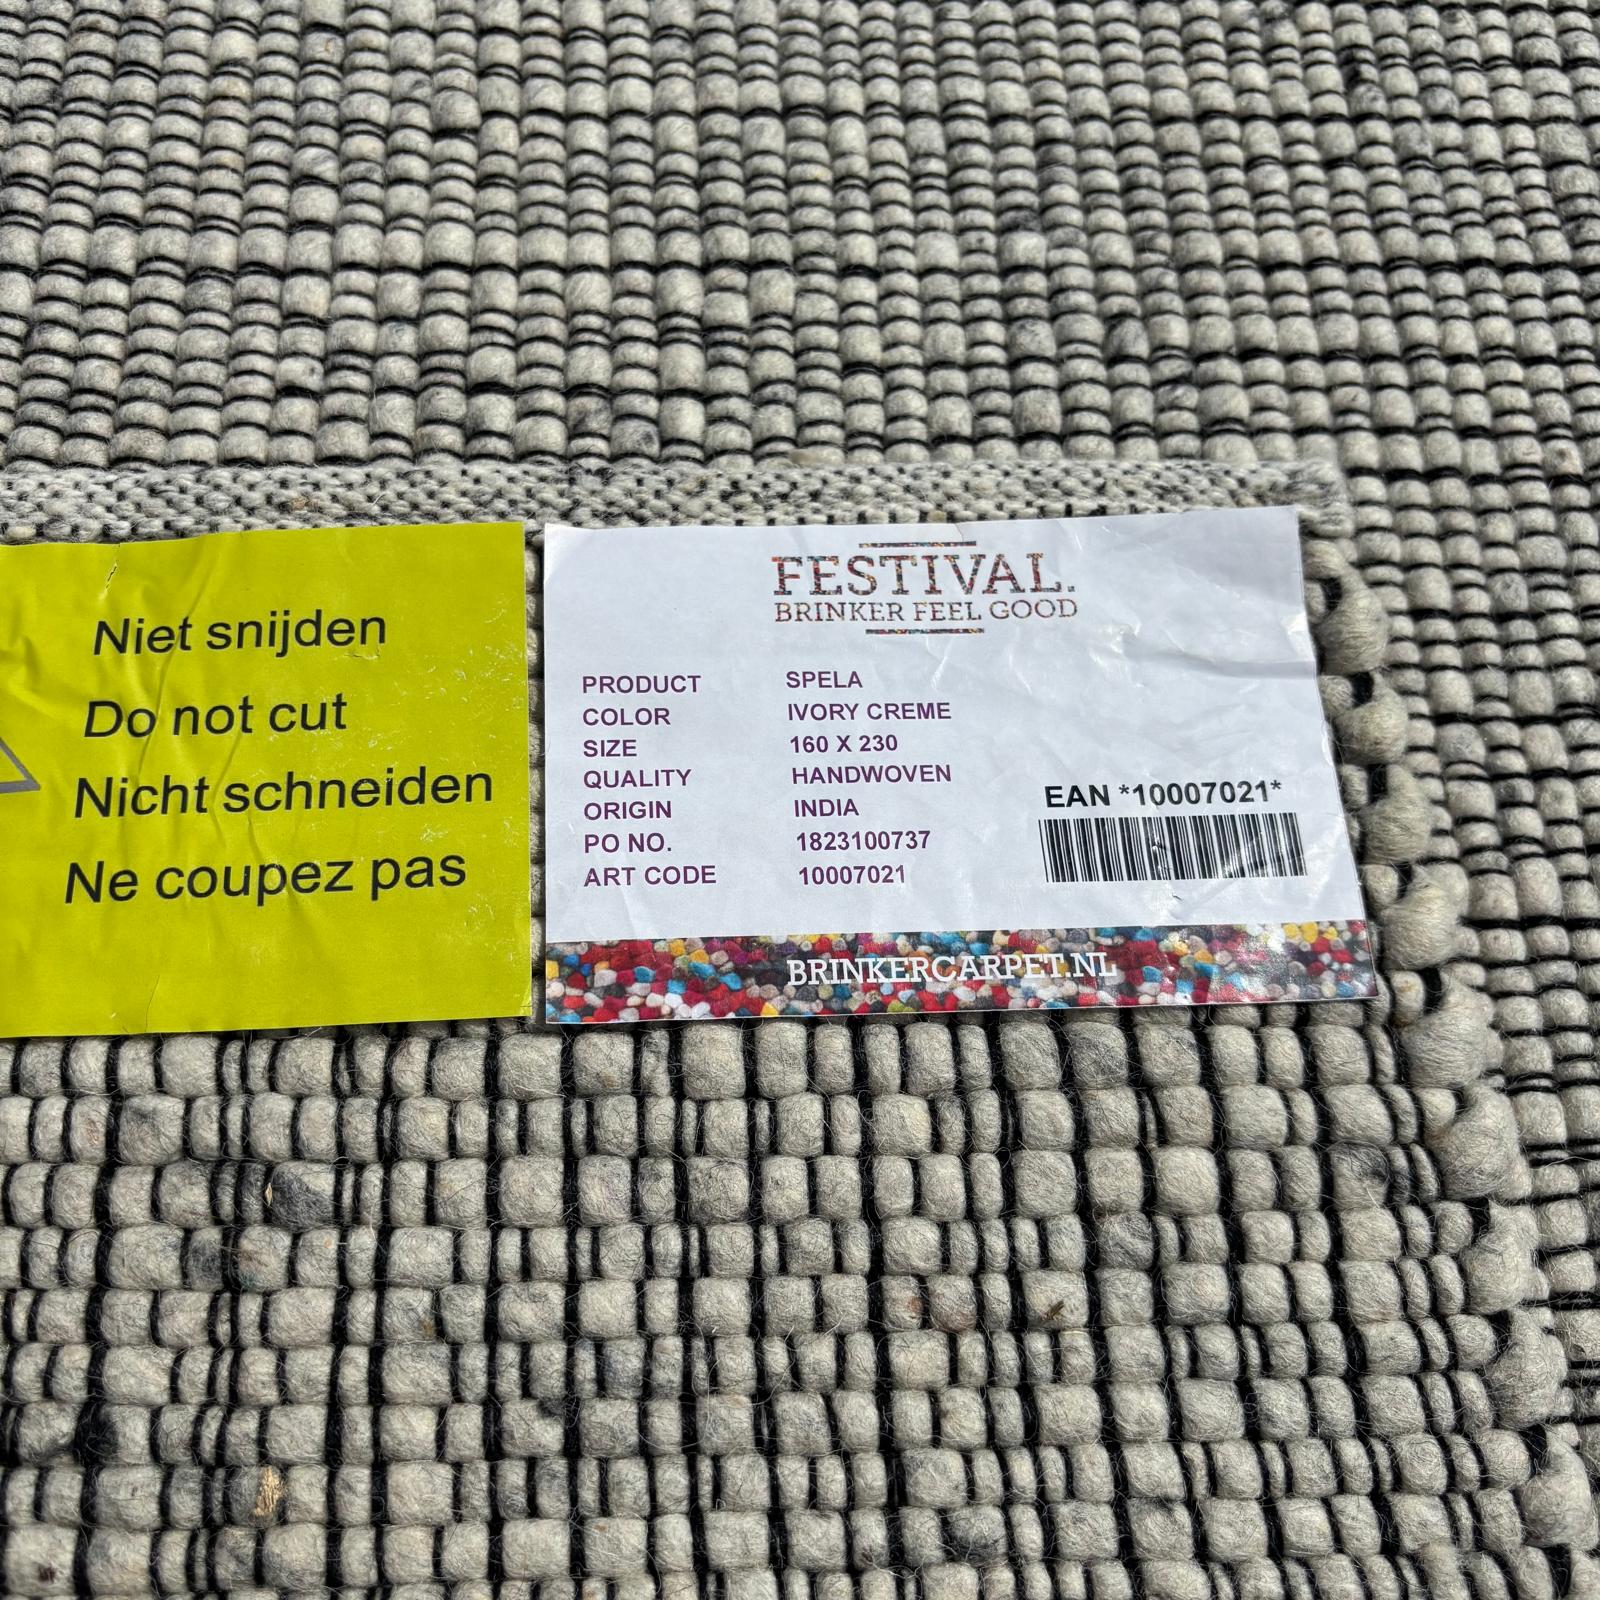 Niet snijden
Do not cut
Nicht schneiden
Ne coupez pas
FESTIVAL.
BRINKER FEEL GOOD
PRODUCT SPELA
COLOR IVORY CREME
SIZE 160 X 230
QUALITY HANDWOVEN
ORIGIN INDIA
PO NO. 1823100737
ART CODE 10007021
EAN *10007021*
BRINKERCARPET.NL